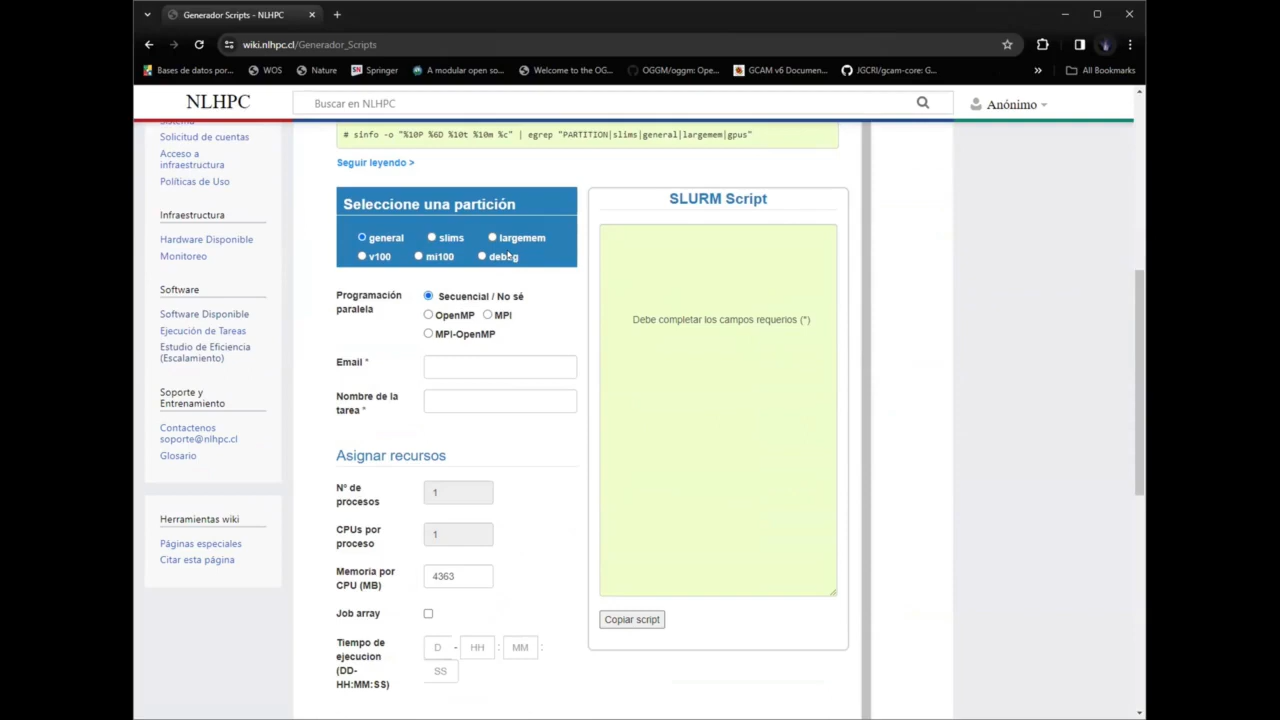 Generador Scripts - NLHPC
wiki.nlhpc.cl/Generador_Scripts
Bases de datos por... WOS Nature Springer A modular open so... Welcome to the OG... OGGM/oggm: Ope... GCAM v6 Documen... JGCRI/gcam-core: G... » All Bookmarks
NLHPC
Buscar en NLHPC
Anónimo
Sistema
Solicitud de cuentas
Acceso a
infraestructura
Políticas de Uso
Infraestructura
Hardware Disponible
Monitoreo
Software
Software Disponible
Ejecución de Tareas
Estudio de Eficiencia
(Escalamiento)
Soporte y
Entrenamiento
Contactenos
soporte@nlhpc.cl
Glosario
Herramientas wiki
Páginas especiales
Citar esta página
# sinfo -o "%10P %6D %10t %10m %c" | egrep "PARTITION|slims|general|largemem|gpus"
Seguir leyendo >
Seleccione una partición
general slims largemem
v100 mi100 debug
Programación
paralela
Secuencial / No sé
OpenMP MPI
MPI-OpenMP
Email *
Nombre de la
tarea *
Asignar recursos
Nº de
procesos
1
CPUs por
proceso
1
Memoria por
CPU (MB)
4363
Job array
Tiempo de
ejecucion
(DD-
HH:MM:SS)
D - HH : MM :
SS
SLURM Script
Debe completar los campos requerios (*)
Copiar script